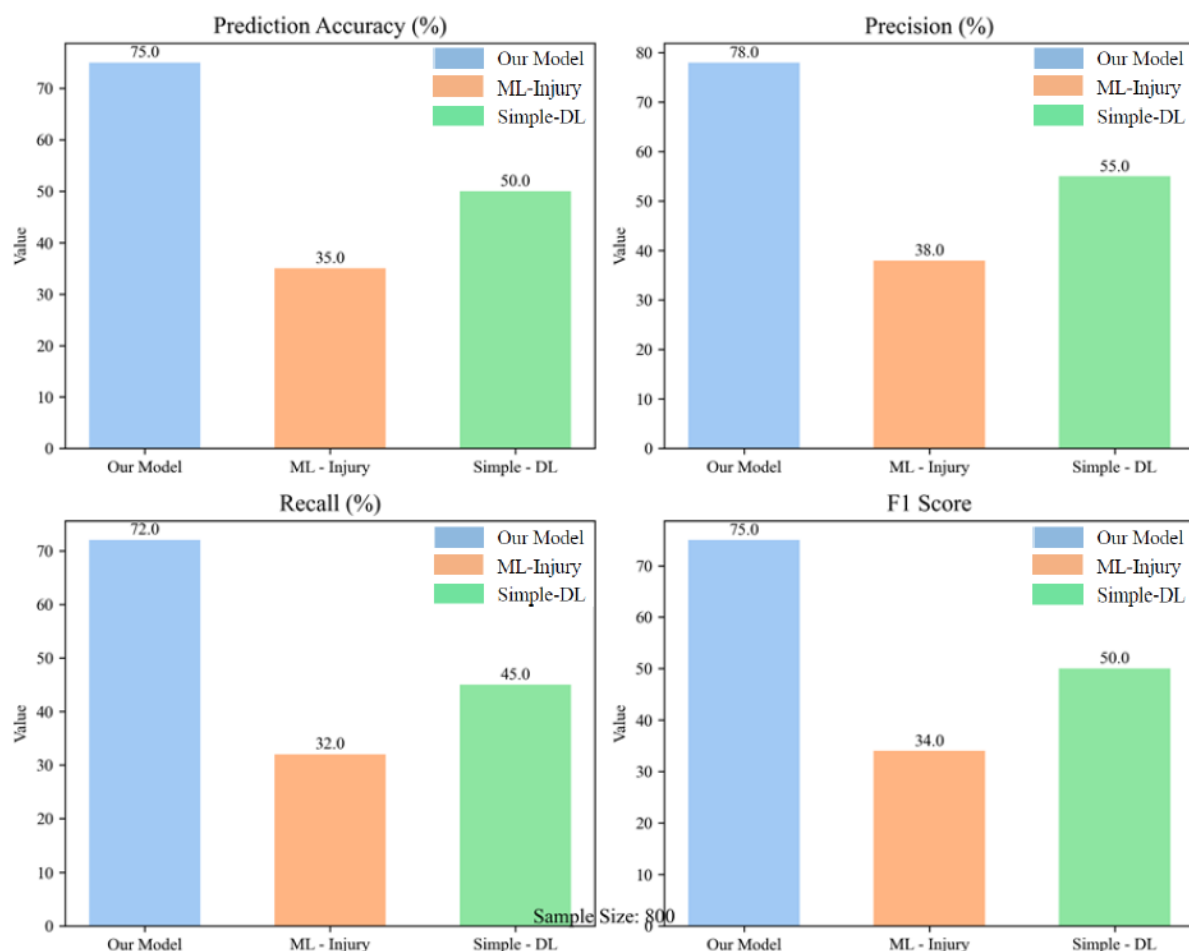 Prediction Accuracy (%)
75.0
Our Model
ML-Injury
Simple-DL
70
60
50
40
30
20
10
0
Value
35.0
50.0
Our Model
ML - Injury
Simple - DL
Precision (%)
78.0
Our Model
ML-Injury
Simple-DL
80
70
60
50
40
30
20
10
0
Value
38.0
55.0
Our Model
ML - Injury
Simple - DL
Recall (%)
72.0
Our Model
ML-Injury
Simple-DL
70
60
50
40
30
20
10
0
Value
32.0
45.0
Our Model
ML - Injury
Simple - DL
F1 Score
75.0
Our Model
ML-Injury
Simple-DL
70
60
50
40
30
20
10
0
Value
34.0
50.0
Our Model
ML - Injury
Simple - DL
Sample Size: 800